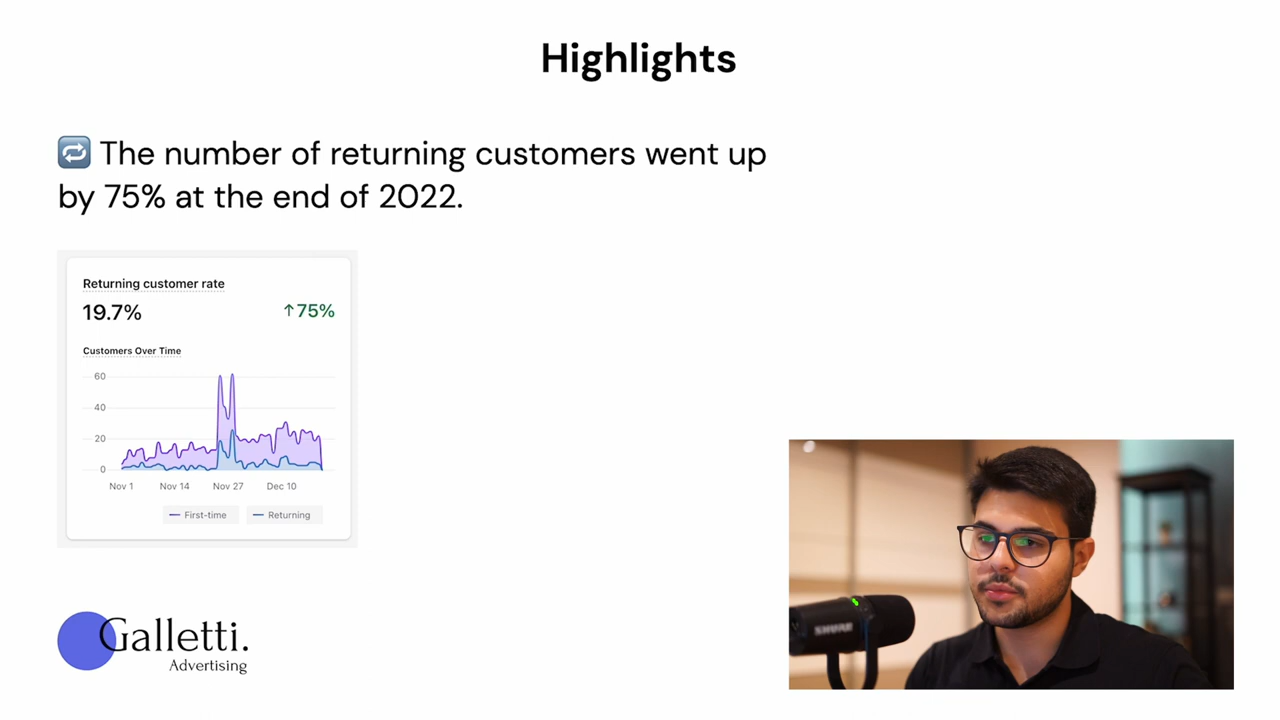 Highlights
🔁 The number of returning customers went up
by 75% at the end of 2022.
Returning customer rate
19.7% ↑75%
Customers Over Time
60
40
20
0
Nov 1 Nov 14 Nov 27 Dec 10
First-time Returning
Galletti.
Advertising
SHURE